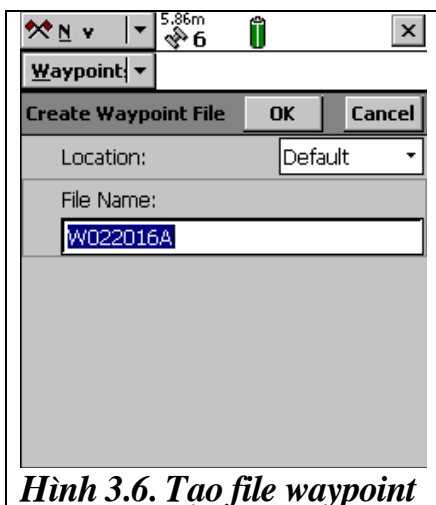 N v 5.86m 6
Waypoint:
Create Waypoint File OK Cancel
Location: Default
File Name:
W022016A
Hình 3.6. Tạo file waypoint